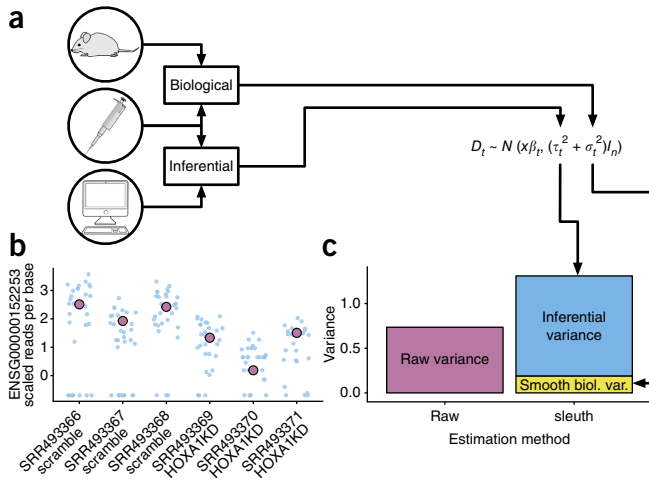 a
Biological
Inferential
D_t ~ N (xβ_t, (τ_t^2 + σ_t^2)I_n)
b
ENSG00000152253
scaled reads per base
3
2
1
0
SRR493366
scramble
SRR493367
scramble
SRR493368
scramble
SRR493369
HOXA1KD
SRR493370
HOXA1KD
SRR493371
HOXA1KD
c
Variance
1.0
0.5
0.0
Raw variance
Inferential
variance
Smooth biol. var.
Raw
sleuth
Estimation method